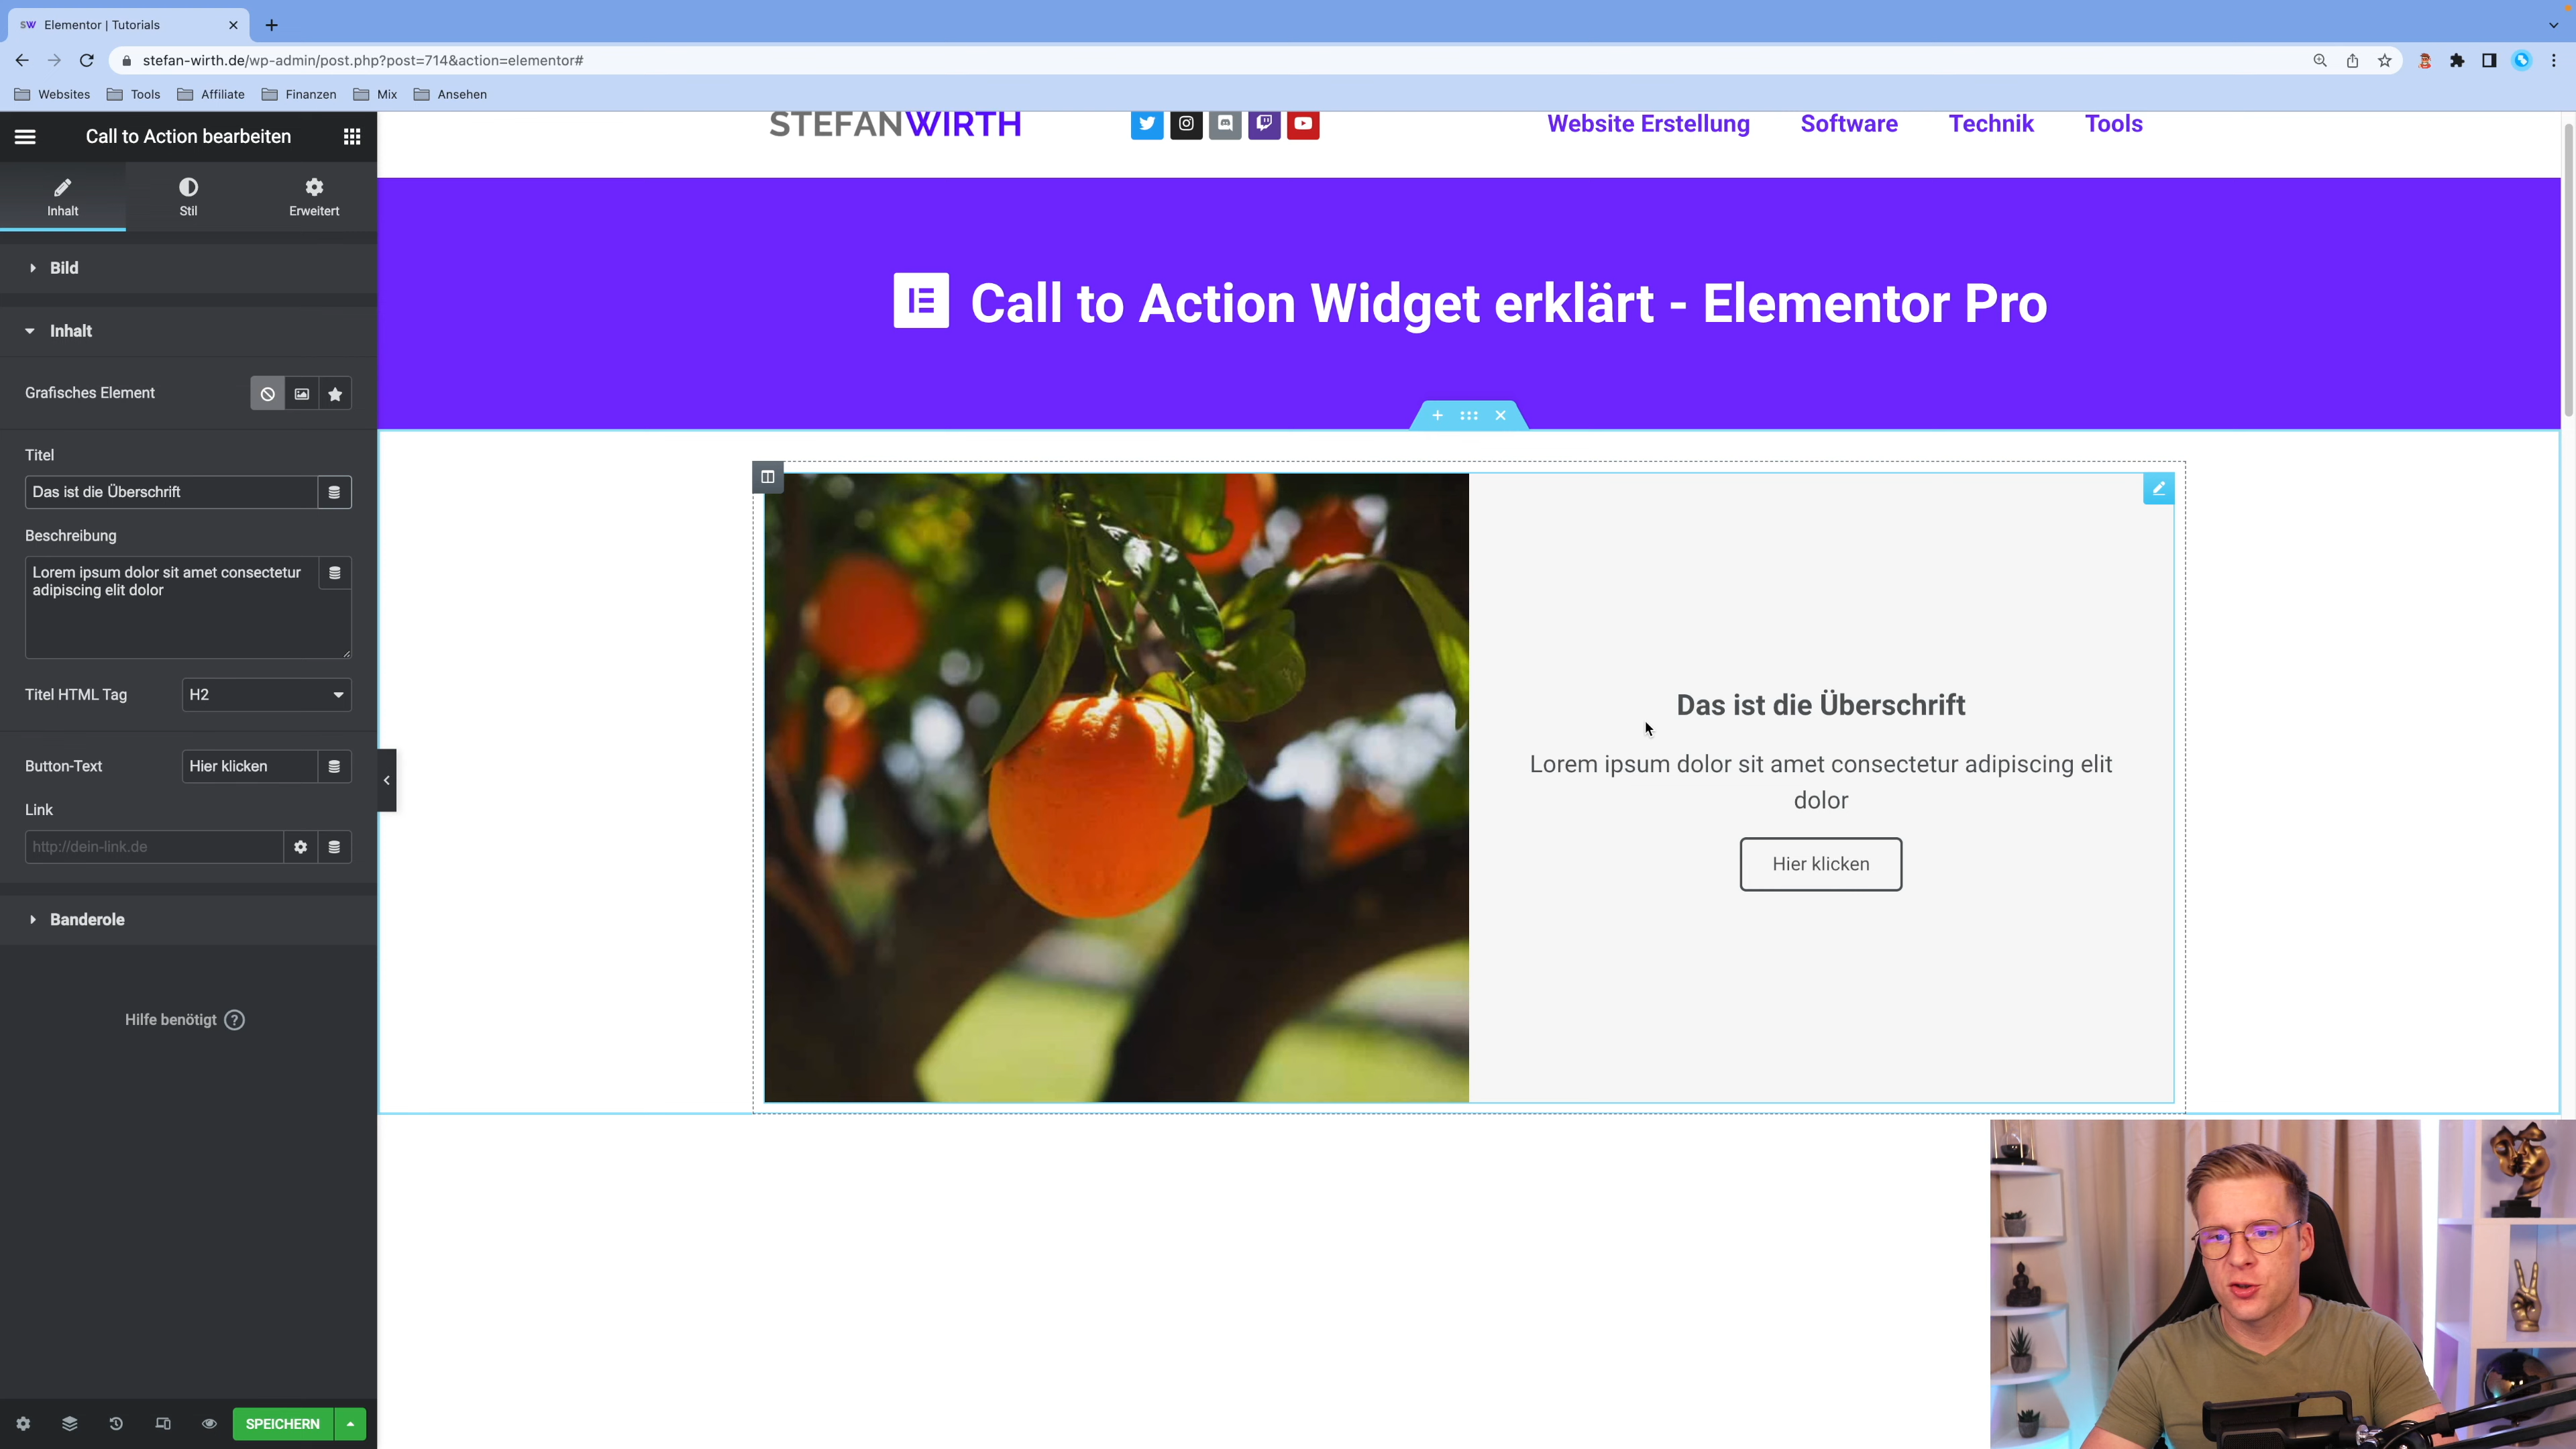 SW Elementor | Tutorials
stefan-wirth.de/wp-admin/post.php?post=714&action=elementor#
Websites Tools Affiliate Finanzen Mix Ansehen
Call to Action bearbeiten
Inhalt Stil Erweitert
Bild
Inhalt
Grafisches Element
Titel
Das ist die Überschrift
Beschreibung
Lorem ipsum dolor sit amet consectetur
adipiscing elit dolor
Titel HTML Tag H2
Button-Text Hier klicken
Link
http://dein-link.de
Banderole
Hilfe benötigt ?
SPEICHERN
STEFANWIRTH
Website Erstellung Software Technik Tools
Call to Action Widget erklärt - Elementor Pro
Das ist die Überschrift
Lorem ipsum dolor sit amet consectetur adipiscing elit
dolor
Hier klicken